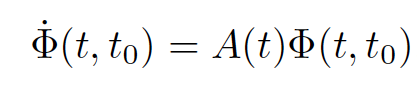 Φ̇(t, t₀) = A(t)Φ(t, t₀)